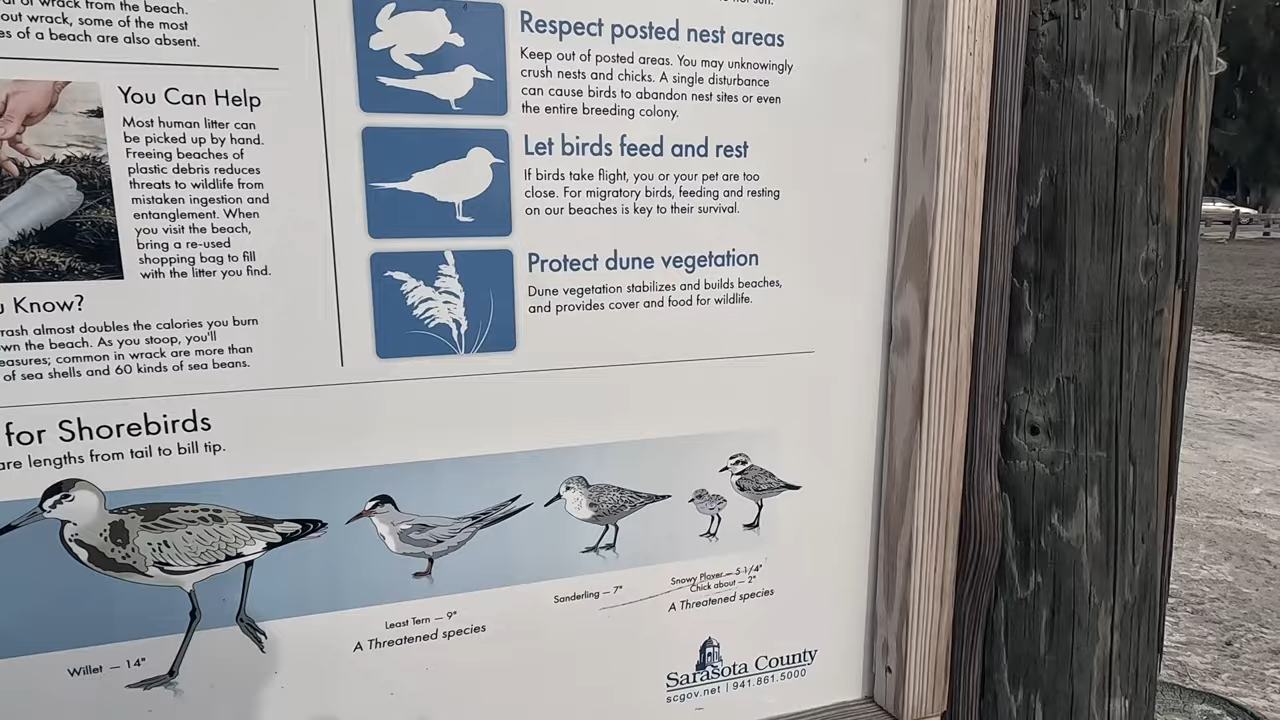 wrack from the beach.
out wrack, some of the most
es of a beach are also absent.
You Can Help
Most human litter can
be picked up by hand.
Freeing beaches of
plastic debris reduces
threats to wildlife from
mistaken ingestion and
entanglement. When
you visit the beach,
bring a re-used
shopping bag to fill
with the litter you find.
u Know?
rash almost doubles the calories you burn
wn the beach. As you stoop, you'll
easures; common in wrack are more than
of sea shells and 60 kinds of sea beans.
Respect posted nest areas
Keep out of posted areas. You may unknowingly
crush nests and chicks. A single disturbance
can cause birds to abandon nest sites or even
the entire breeding colony.
Let birds feed and rest
If birds take flight, you or your pet are too
close. For migratory birds, feeding and resting
on our beaches is key to their survival.
Protect dune vegetation
Dune vegetation stabilizes and builds beaches,
and provides cover and food for wildlife.
for Shorebirds
are lengths from tail to bill tip.
Willet — 14"
Least Tern — 9"
A Threatened species
Sanderling — 7"
Snowy Plover — 5 1/4"
Chick about — 2"
A Threatened species
Sarasota County
scgov.net | 941.861.5000